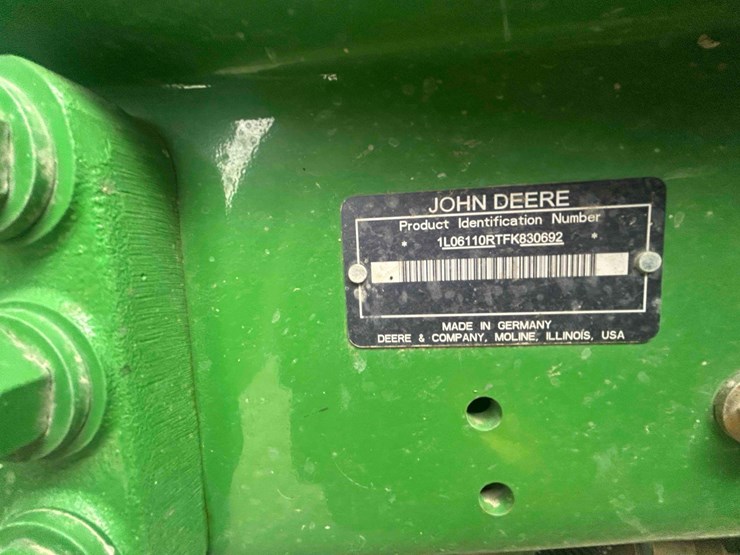 JOHN DEERE
Product Identification Number
* 1L06110RTFK830692 *
MADE IN GERMANY
DEERE & COMPANY, MOLINE, ILLINOIS, USA